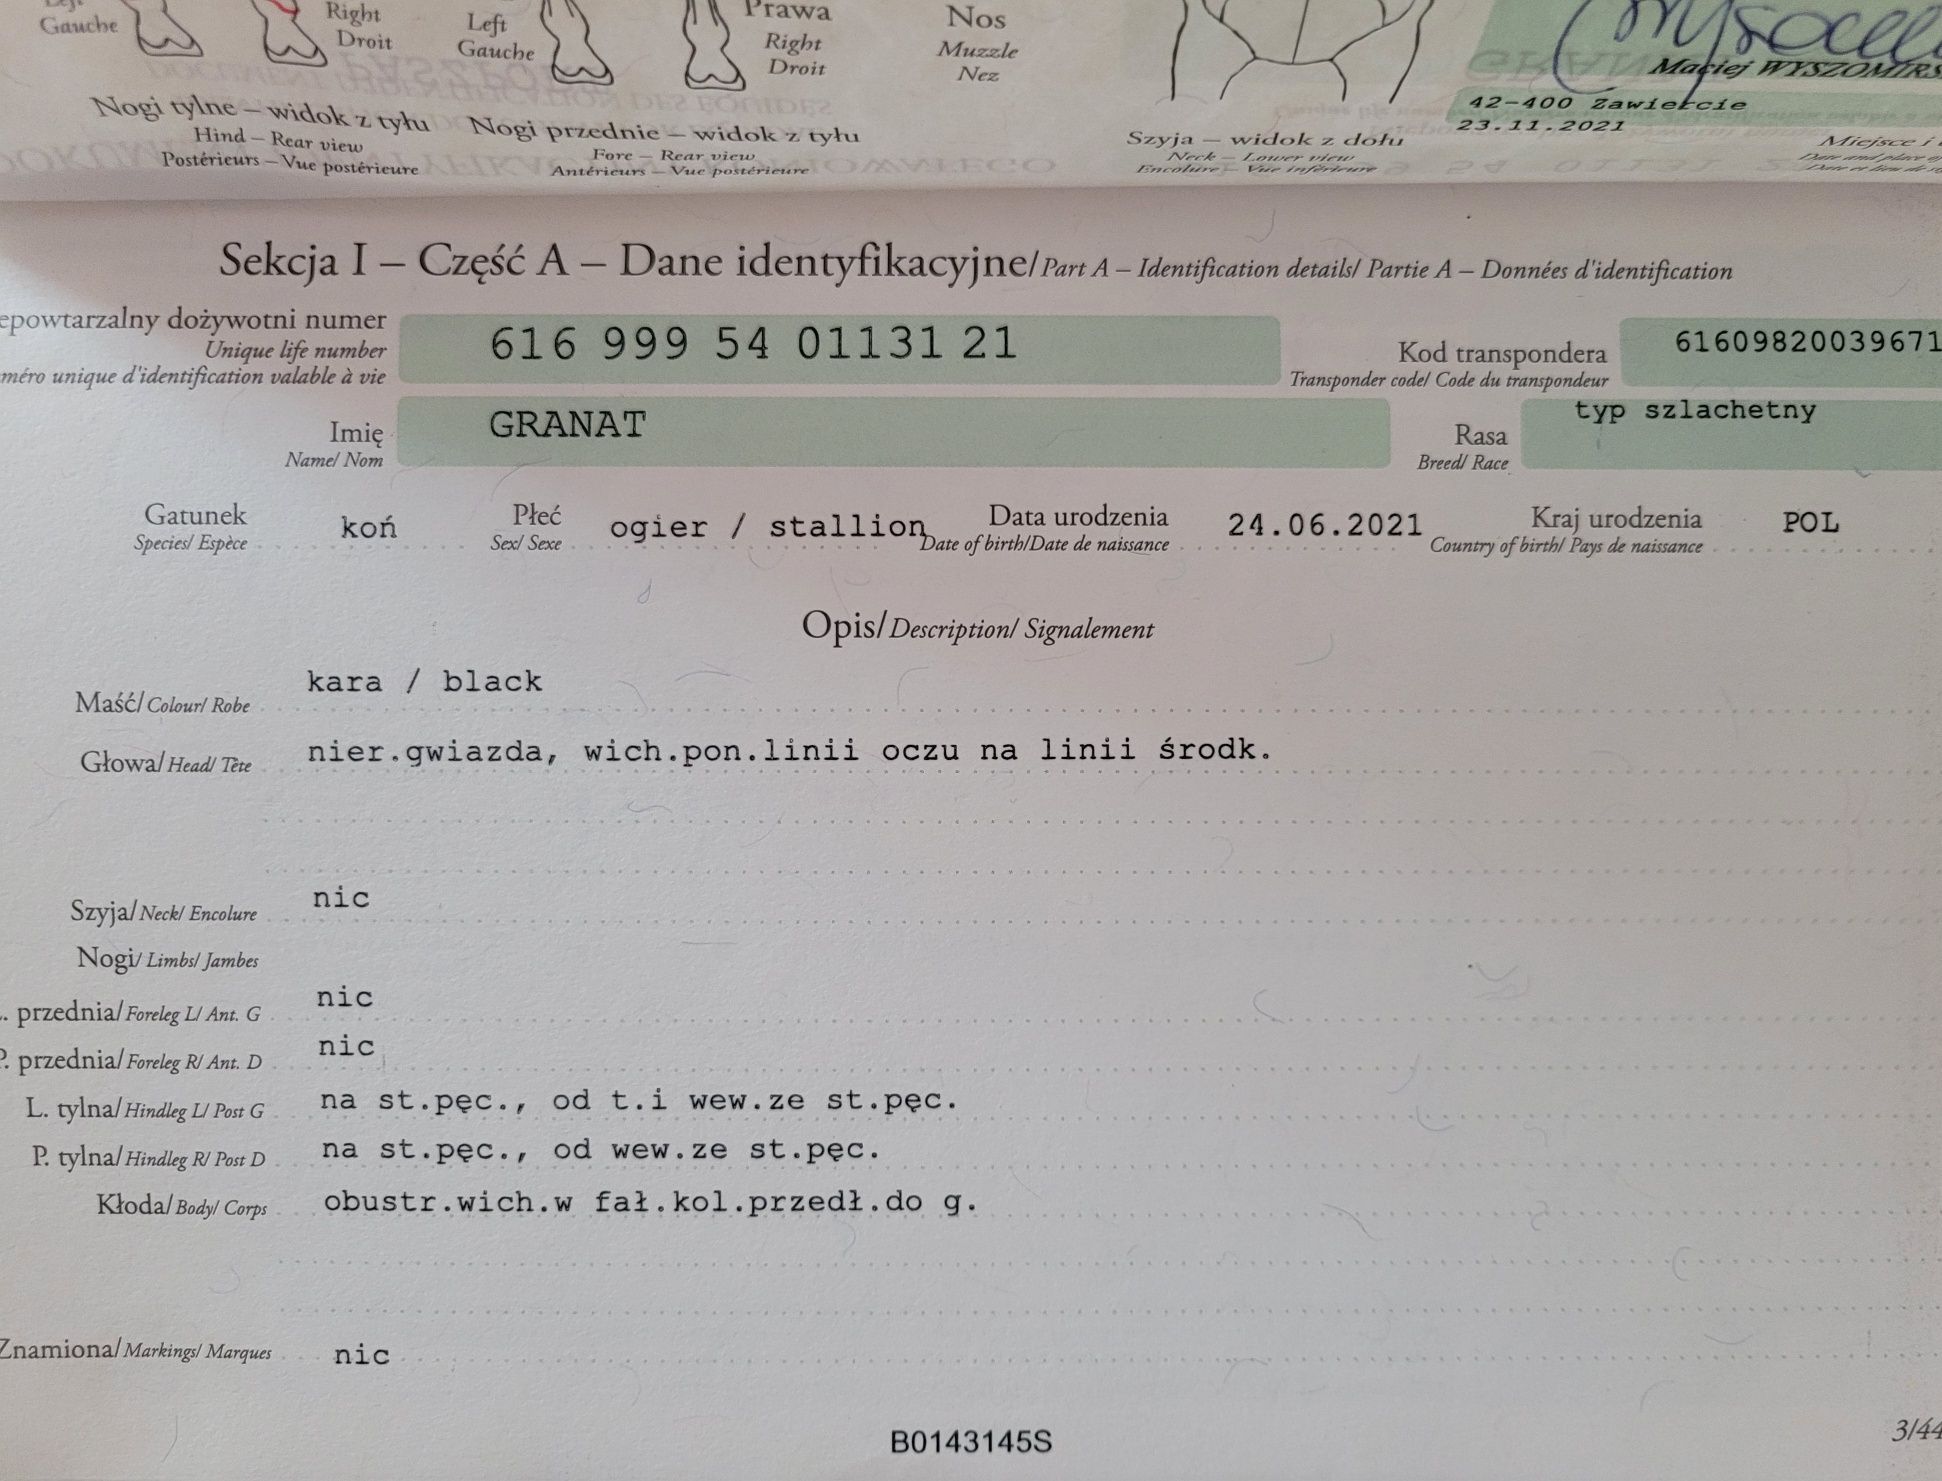 Gauche
Right
Droit
Left
Gauche
Prawa
Right
Droit
Nos
Muzzle
Nez
Maciej WYSZOMIRS
42-400 Zawiercie
23.11.2021
Nogi tylne – widok z tyłu
Hind – Rear view
Postérieurs – Vue postérieure
Nogi przednie – widok z tyłu
Fore – Rear view
Antérieurs – Vue postérieure
Szyja – widok z dołu
Neck – Lower view
Encolure – Vue inférieure
Miejsce i
Sekcja I – Część A – Dane identyfikacyjne/ Part A – Identification details/ Partie A – Données d'identification
epowtarzalny dożywotni numer
Unique life number
méro unique d'identification valable à vie
616 999 54 01131 21
Kod transpondera
Transponder code/ Code du transpondeur
61609820039671
Imię
Name/ Nom
GRANAT
Rasa
Breed/ Race
typ szlachetny
Gatunek
Species/ Espèce
koń
Płeć
Sex/ Sexe
ogier / stallion
Data urodzenia
Date of birth/Date de naissance
24.06.2021
Kraj urodzenia
Country of birth/ Pays de naissance
POL
Opis/ Description/ Signalement
Maść/ Colour/ Robe kara / black
Głowa/ Head/ Tête nier.gwiazda, wich.pon.linii oczu na linii środk.
Szyja/ Neck/ Encolure nic
Nogi/ Limbs/ Jambes
. przednia/ Foreleg L/ Ant. G nic
P. przednia/ Foreleg R/ Ant. D nic
L. tylna/ Hindleg L/ Post G na st.pęc., od t.i wew.ze st.pęc.
P. tylna/ Hindleg R/ Post D na st.pęc., od wew.ze st.pęc.
Kłoda/ Body/ Corps obustr.wich.w fał.kol.przedł.do g.
Znamiona/ Markings/ Marques nic
B0143145S
3/44